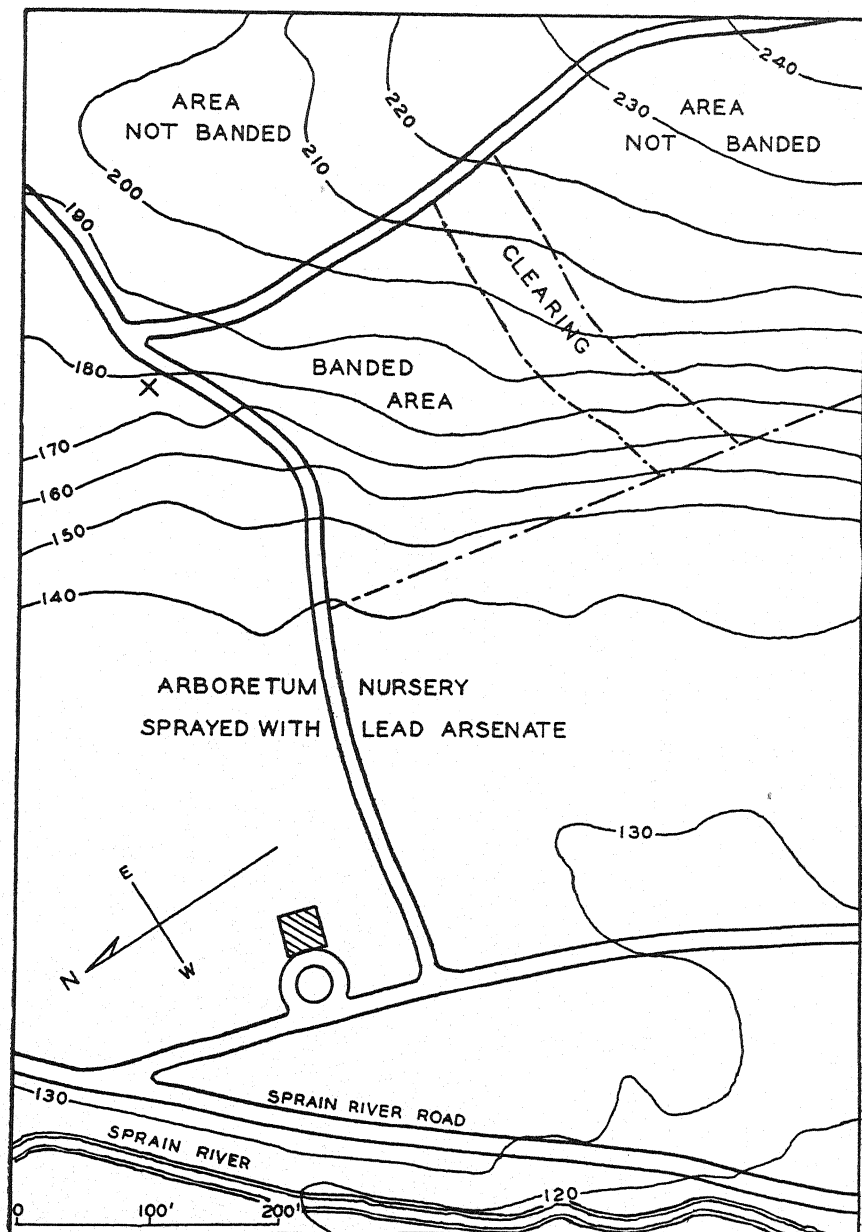 240
AREA
NOT BANDED
220
230
AREA
NOT BANDED
210
200
190
CLEARING
180
BANDED
AREA
170
160
150
140
ARBORETUM NURSERY
SPRAYED WITH LEAD ARSENATE
130
E
N
W
SPRAIN RIVER ROAD
130
SPRAIN RIVER
120
0 100' 200'